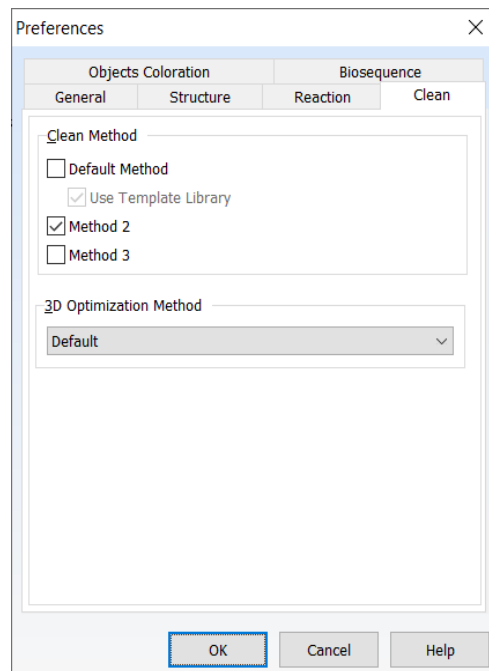 Preferences
Objects Coloration Biosequence
General Structure Reaction Clean
Clean Method
Default Method
Use Template Library
Method 2
Method 3
3D Optimization Method
Default
OK Cancel Help